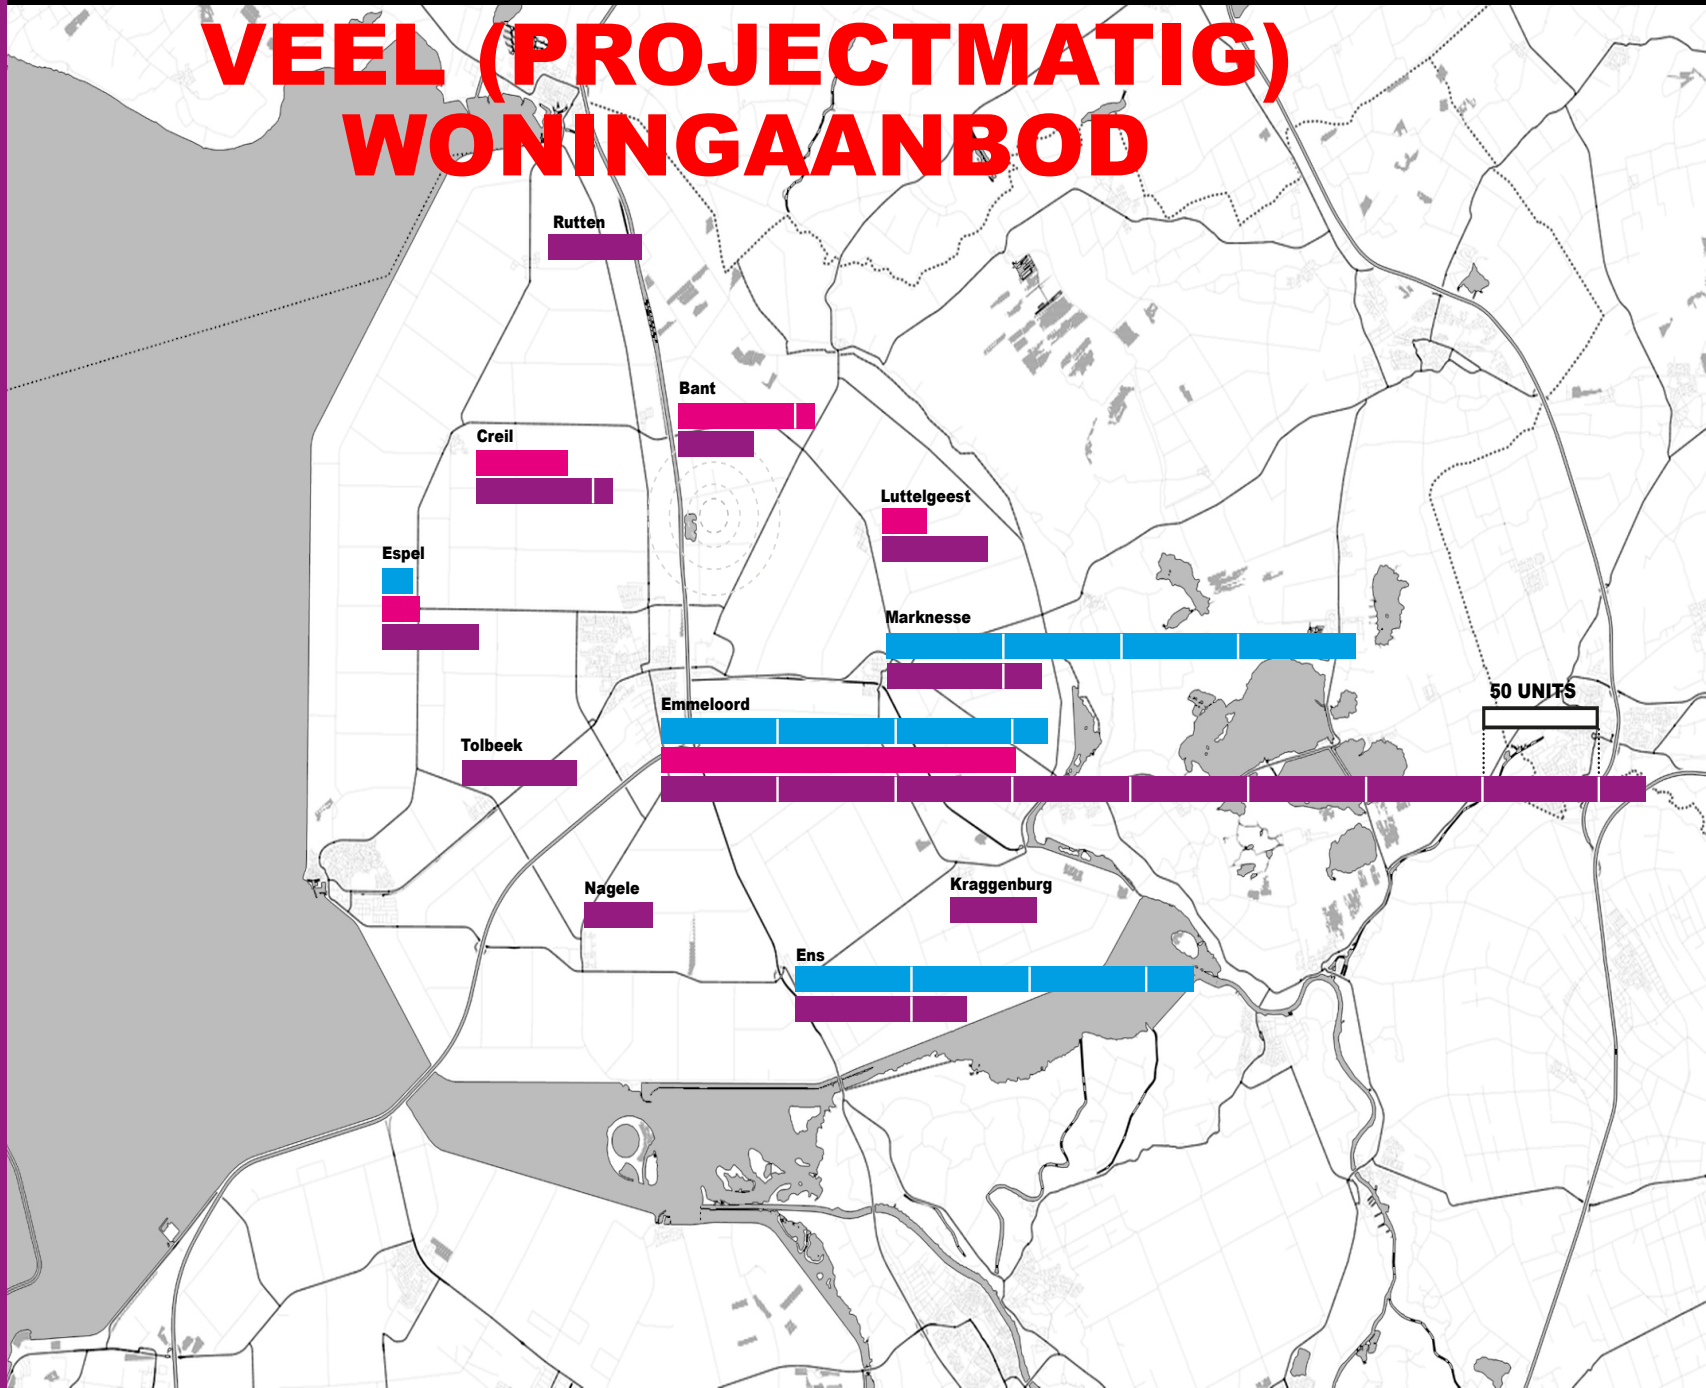 VEEL (PROJECTMATIG)
WONINGAANBOD
Rutten
Bant
Creil
Luttelgeest
Espel
Marknesse
50 UNITS
Emmeloord
Tolbeek
Kraggenburg
Nagele
Ens